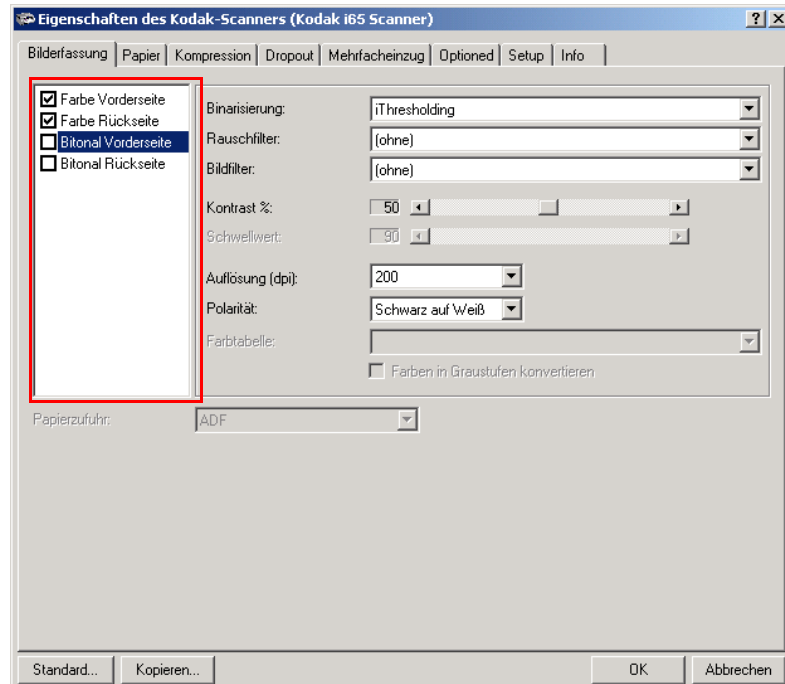 Eigenschaften des Kodak-Scanners (Kodak i65 Scanner)
Bilderfassung Papier Kompression Dropout Mehrfacheinzug Optioned Setup Info
Farbe Vorderseite
Farbe Rückseite
Bitonal Vorderseite
Bitonal Rückseite
Binarisierung: iThresholding
Rauschfilter: (ohne)
Bildfilter: (ohne)
Kontrast %: 50
Schwellwert: 90
Auflösung (dpi): 200
Polarität: Schwarz auf Weiß
Farbtabelle:
Farben in Graustufen konvertieren
Papierzufuhr: ADF
Standard... Kopieren... OK Abbrechen